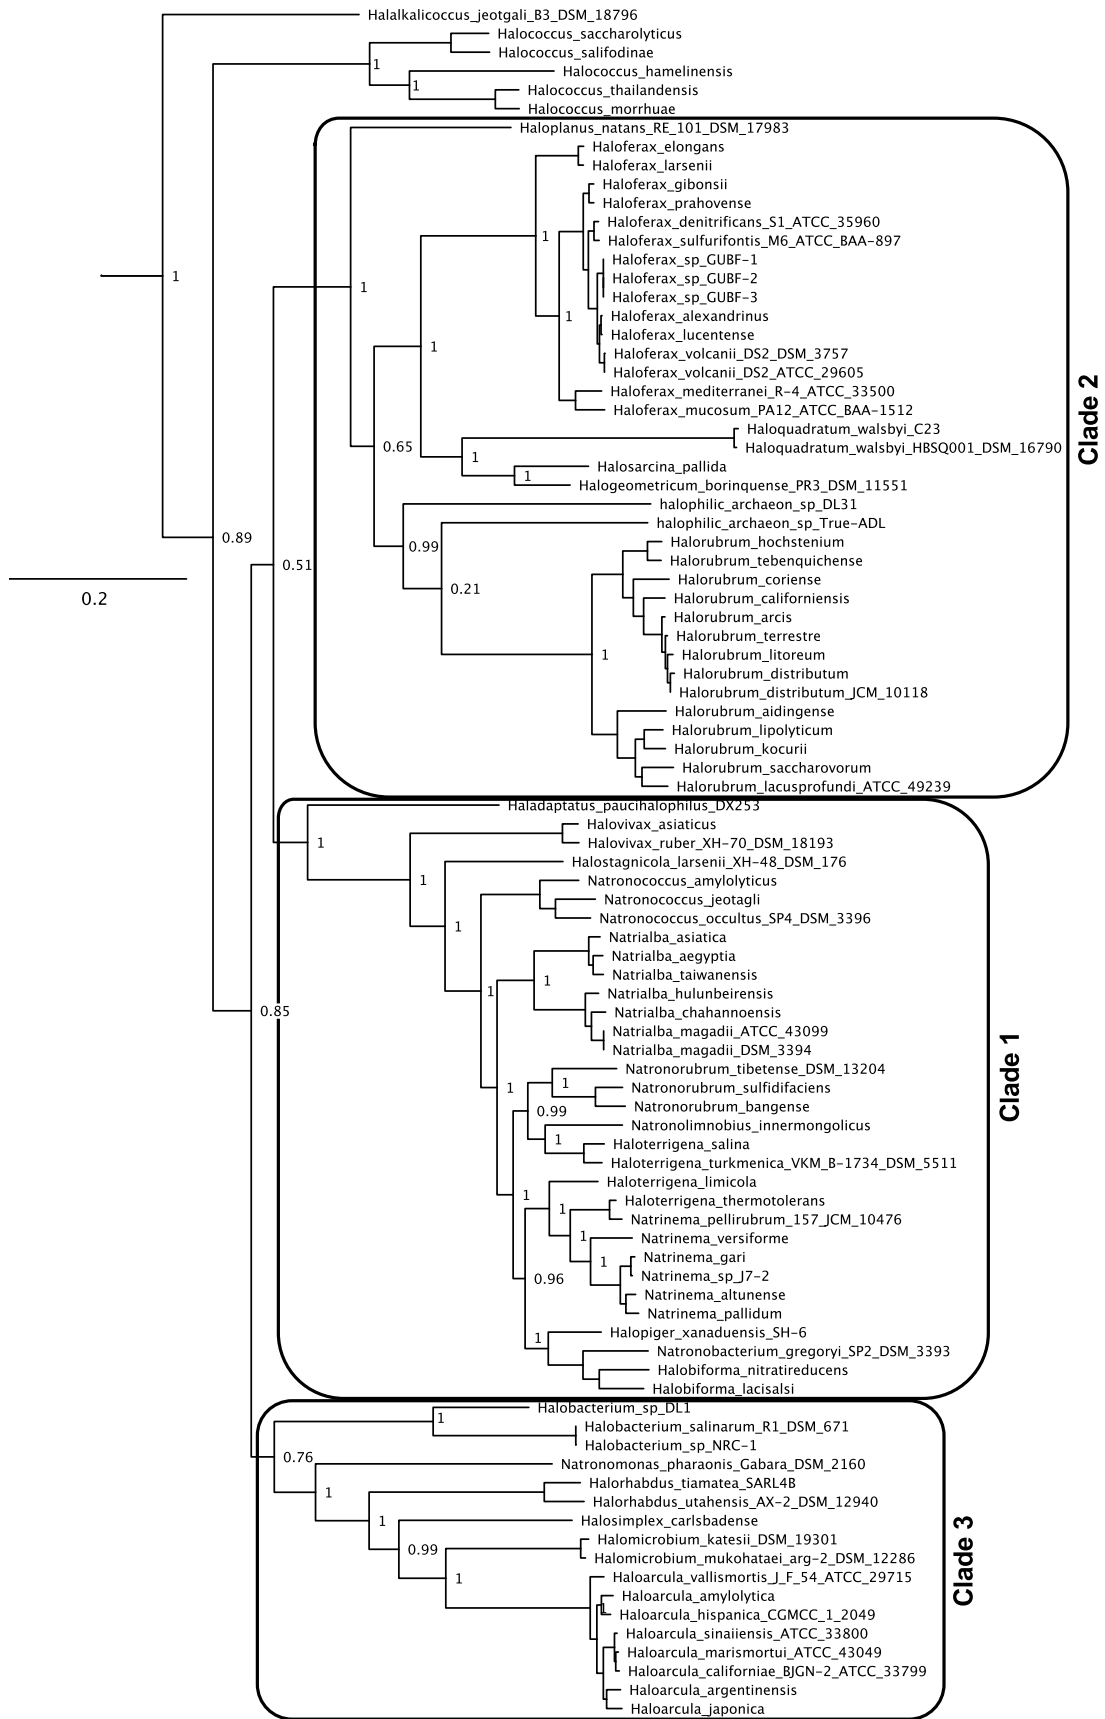 Halalkalicoccus_jeotgali_B3_DSM_18796
Halococcus_saccharolyticus
Halococcus_salifodinae
1
Halococcus_hamelinensis
1
Halococcus_thailandensis
Halococcus_morrhuae
Haloplanus_natans_RE_101_DSM_17983
Haloferax_elongans
Haloferax_larsenii
Haloferax_gibonsii
Haloferax_prahovense
Haloferax_denitrificans_S1_ATCC_35960
1
Haloferax_sulfurifontis_M6_ATCC_BAA-897
Haloferax_sp_GUBF-1
1
Haloferax_sp_GUBF-2
1
Haloferax_sp_GUBF-3
1
Haloferax_alexandrinus
Haloferax_lucentense
1
Haloferax_volcanii_DS2_DSM_3757
Haloferax_volcanii_DS2_ATCC_29605
Haloferax_mediterranei_R-4_ATCC_33500
Haloferax_mucosum_PA12_ATCC_BAA-1512
Clade 2
Haloquadratum_walsbyi_C23
0.65
Haloquadratum_walsbyi_HBSQ001_DSM_16790
1
Halosarcina_pallida
1
Halogeometricum_borinquense_PR3_DSM_11551
halophilic_archaeon_sp_DL31
halophilic_archaeon_sp_True-ADL
0.89
Halorubrum_hochstenium
0.99
Halorubrum_tebenquichense
0.51
Halorubrum_coriense
0.21
0.2
Halorubrum_californiensis
Halorubrum_arcis
Halorubrum_terrestre
1
Halorubrum_litoreum
Halorubrum_distributum
Halorubrum_distributum_JCM_10118
Halorubrum_aidingense
Halorubrum_lipolyticum
Halorubrum_kocurii
Halorubrum_saccharovorum
Halorubrum_lacusprofundi_ATCC_49239
Haladaptatus_paucihalophilus_DX253
Halovivax_asiaticus
1
Halovivax_ruber_XH-70_DSM_18193
Halostagnicola_larsenii_XH-48_DSM_176
1
Natronococcus_amylolyticus
Natronococcus_jeotagli
Natronococcus_occultus_SP4_DSM_3396
1
Natrialba_asiatica
Natrialba_aegyptia
Natrialba_taiwanensis
1
1
Natrialba_hulunbeirensis
0.85
Natrialba_chahannoensis
Natrialba_magadii_ATCC_43099
Natrialba_magadii_DSM_3394
Natronorubrum_tibetense_DSM_13204
1
1
Natronorubrum_sulfidifaciens
Clade 1
0.99
Natronorubrum_bangense
Natronolimnobius_innermongolicus
1
Haloterrigena_salina
Haloterrigena_turkmenica_VKM_B-1734_DSM_5511
Haloterrigena_limicola
1
Haloterrigena_thermotolerans
1
Natrinema_pellirubrum_157_JCM_10476
1
Natrinema_versiforme
Natrinema_gari
1
0.96
Natrinema_sp_J7-2
Natrinema_altunense
Natrinema_pallidum
1
Halopiger_xanaduensis_SH-6
Natronobacterium_gregoryi_SP2_DSM_3393
Halobiforma_nitratireducens
Halobiforma_lacisalsi
Halobacterium_sp_DL1
1
Halobacterium_salinarum_R1_DSM_671
Halobacterium_sp_NRC-1
0.76
Natronomonas_pharaonis_Gabara_DSM_2160
1
Halorhabdus_tiamatea_SARL4B
Halorhabdus_utahensis_AX-2_DSM_12940
1
Halosimplex_carlsbadense
Halomicrobium_katesii_DSM_19301
0.99
Halomicrobium_mukohataei_arg-2_DSM_12286
1
Haloarcula_vallismortis_J_F_54_ATCC_29715
Clade 3
Haloarcula_amylolytica
Haloarcula_hispanica_CGMCC_1_2049
Haloarcula_sinaiiensis_ATCC_33800
Haloarcula_marismortui_ATCC_43049
Haloarcula_californiae_BJGN-2_ATCC_33799
Haloarcula_argentinensis
Haloarcula_japonica